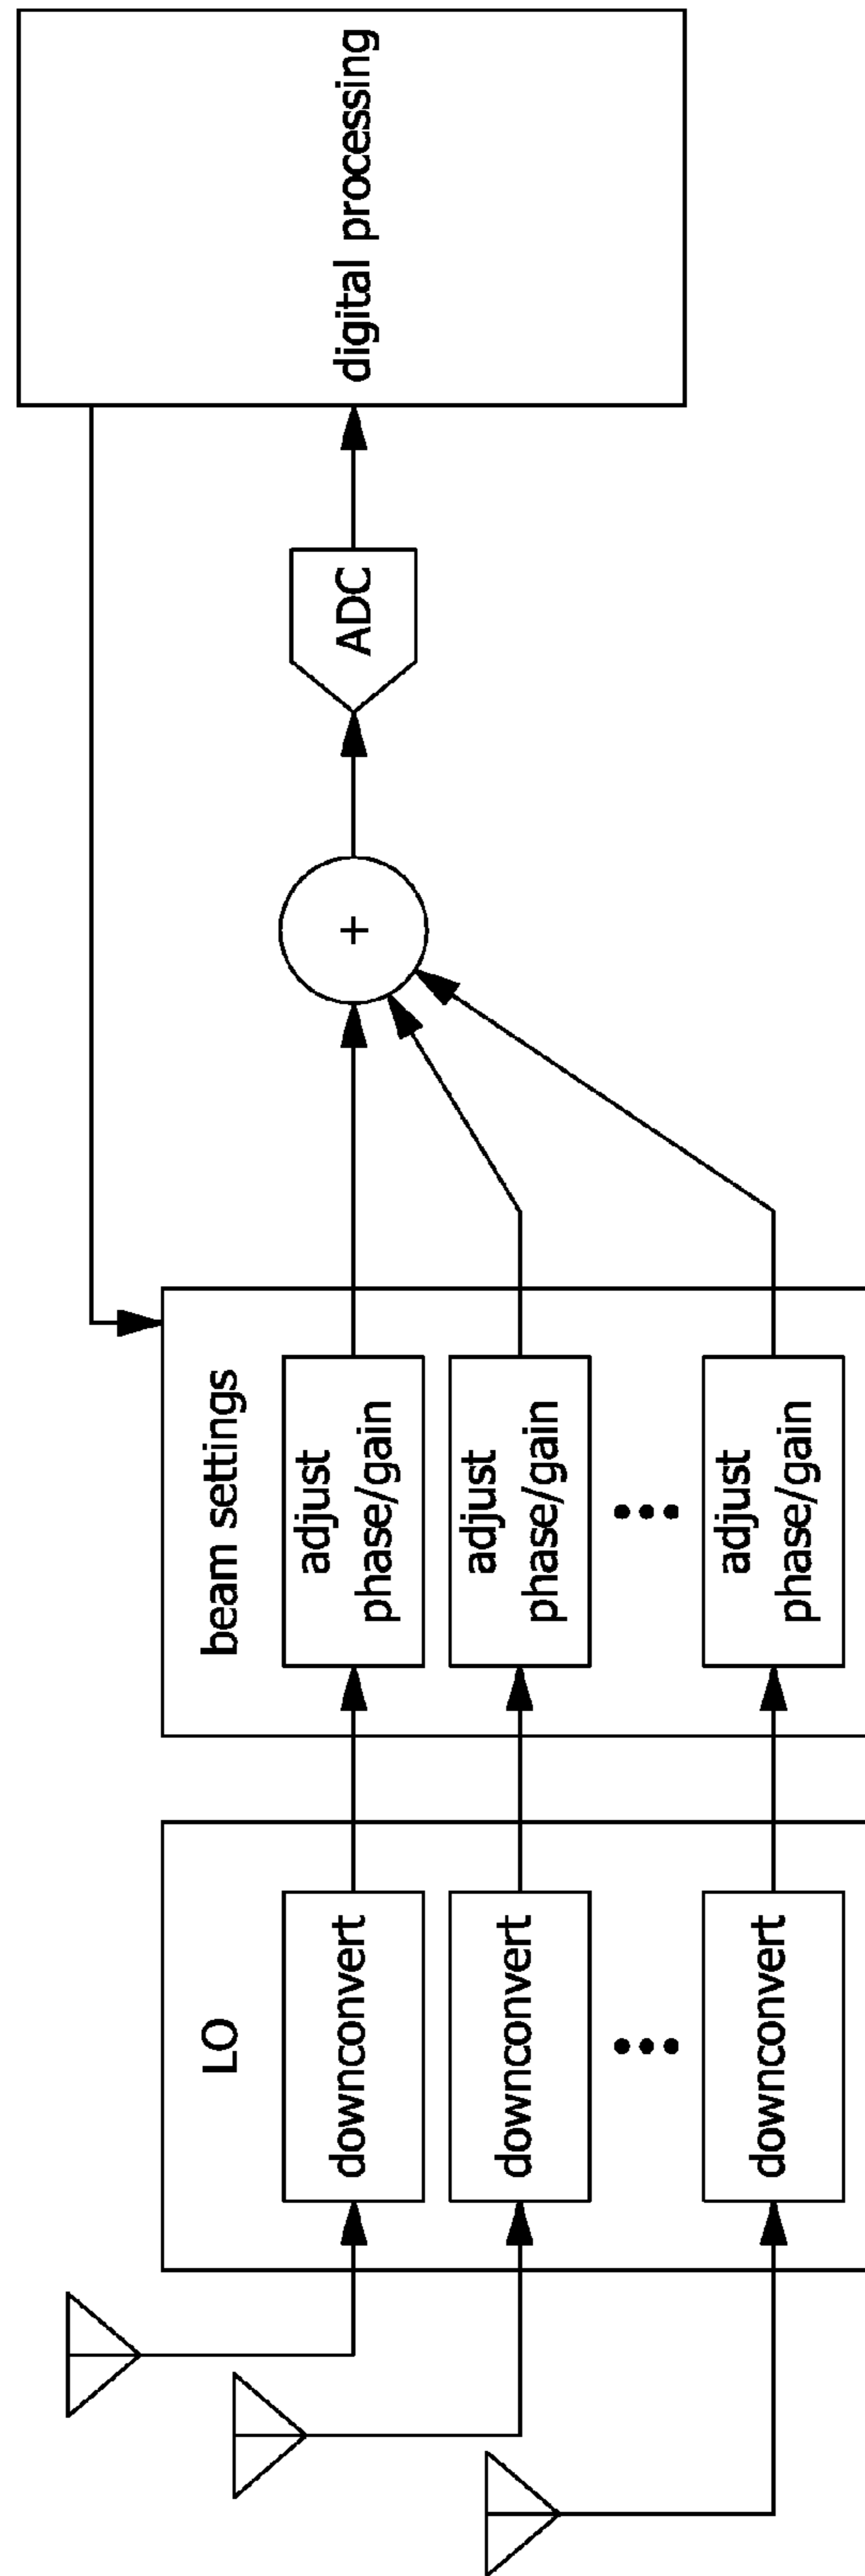 LO
downconvert
downconvert
downconvert
beam settings
adjust
phase/gain
adjust
phase/gain
adjust
phase/gain
+
ADC
digital processing